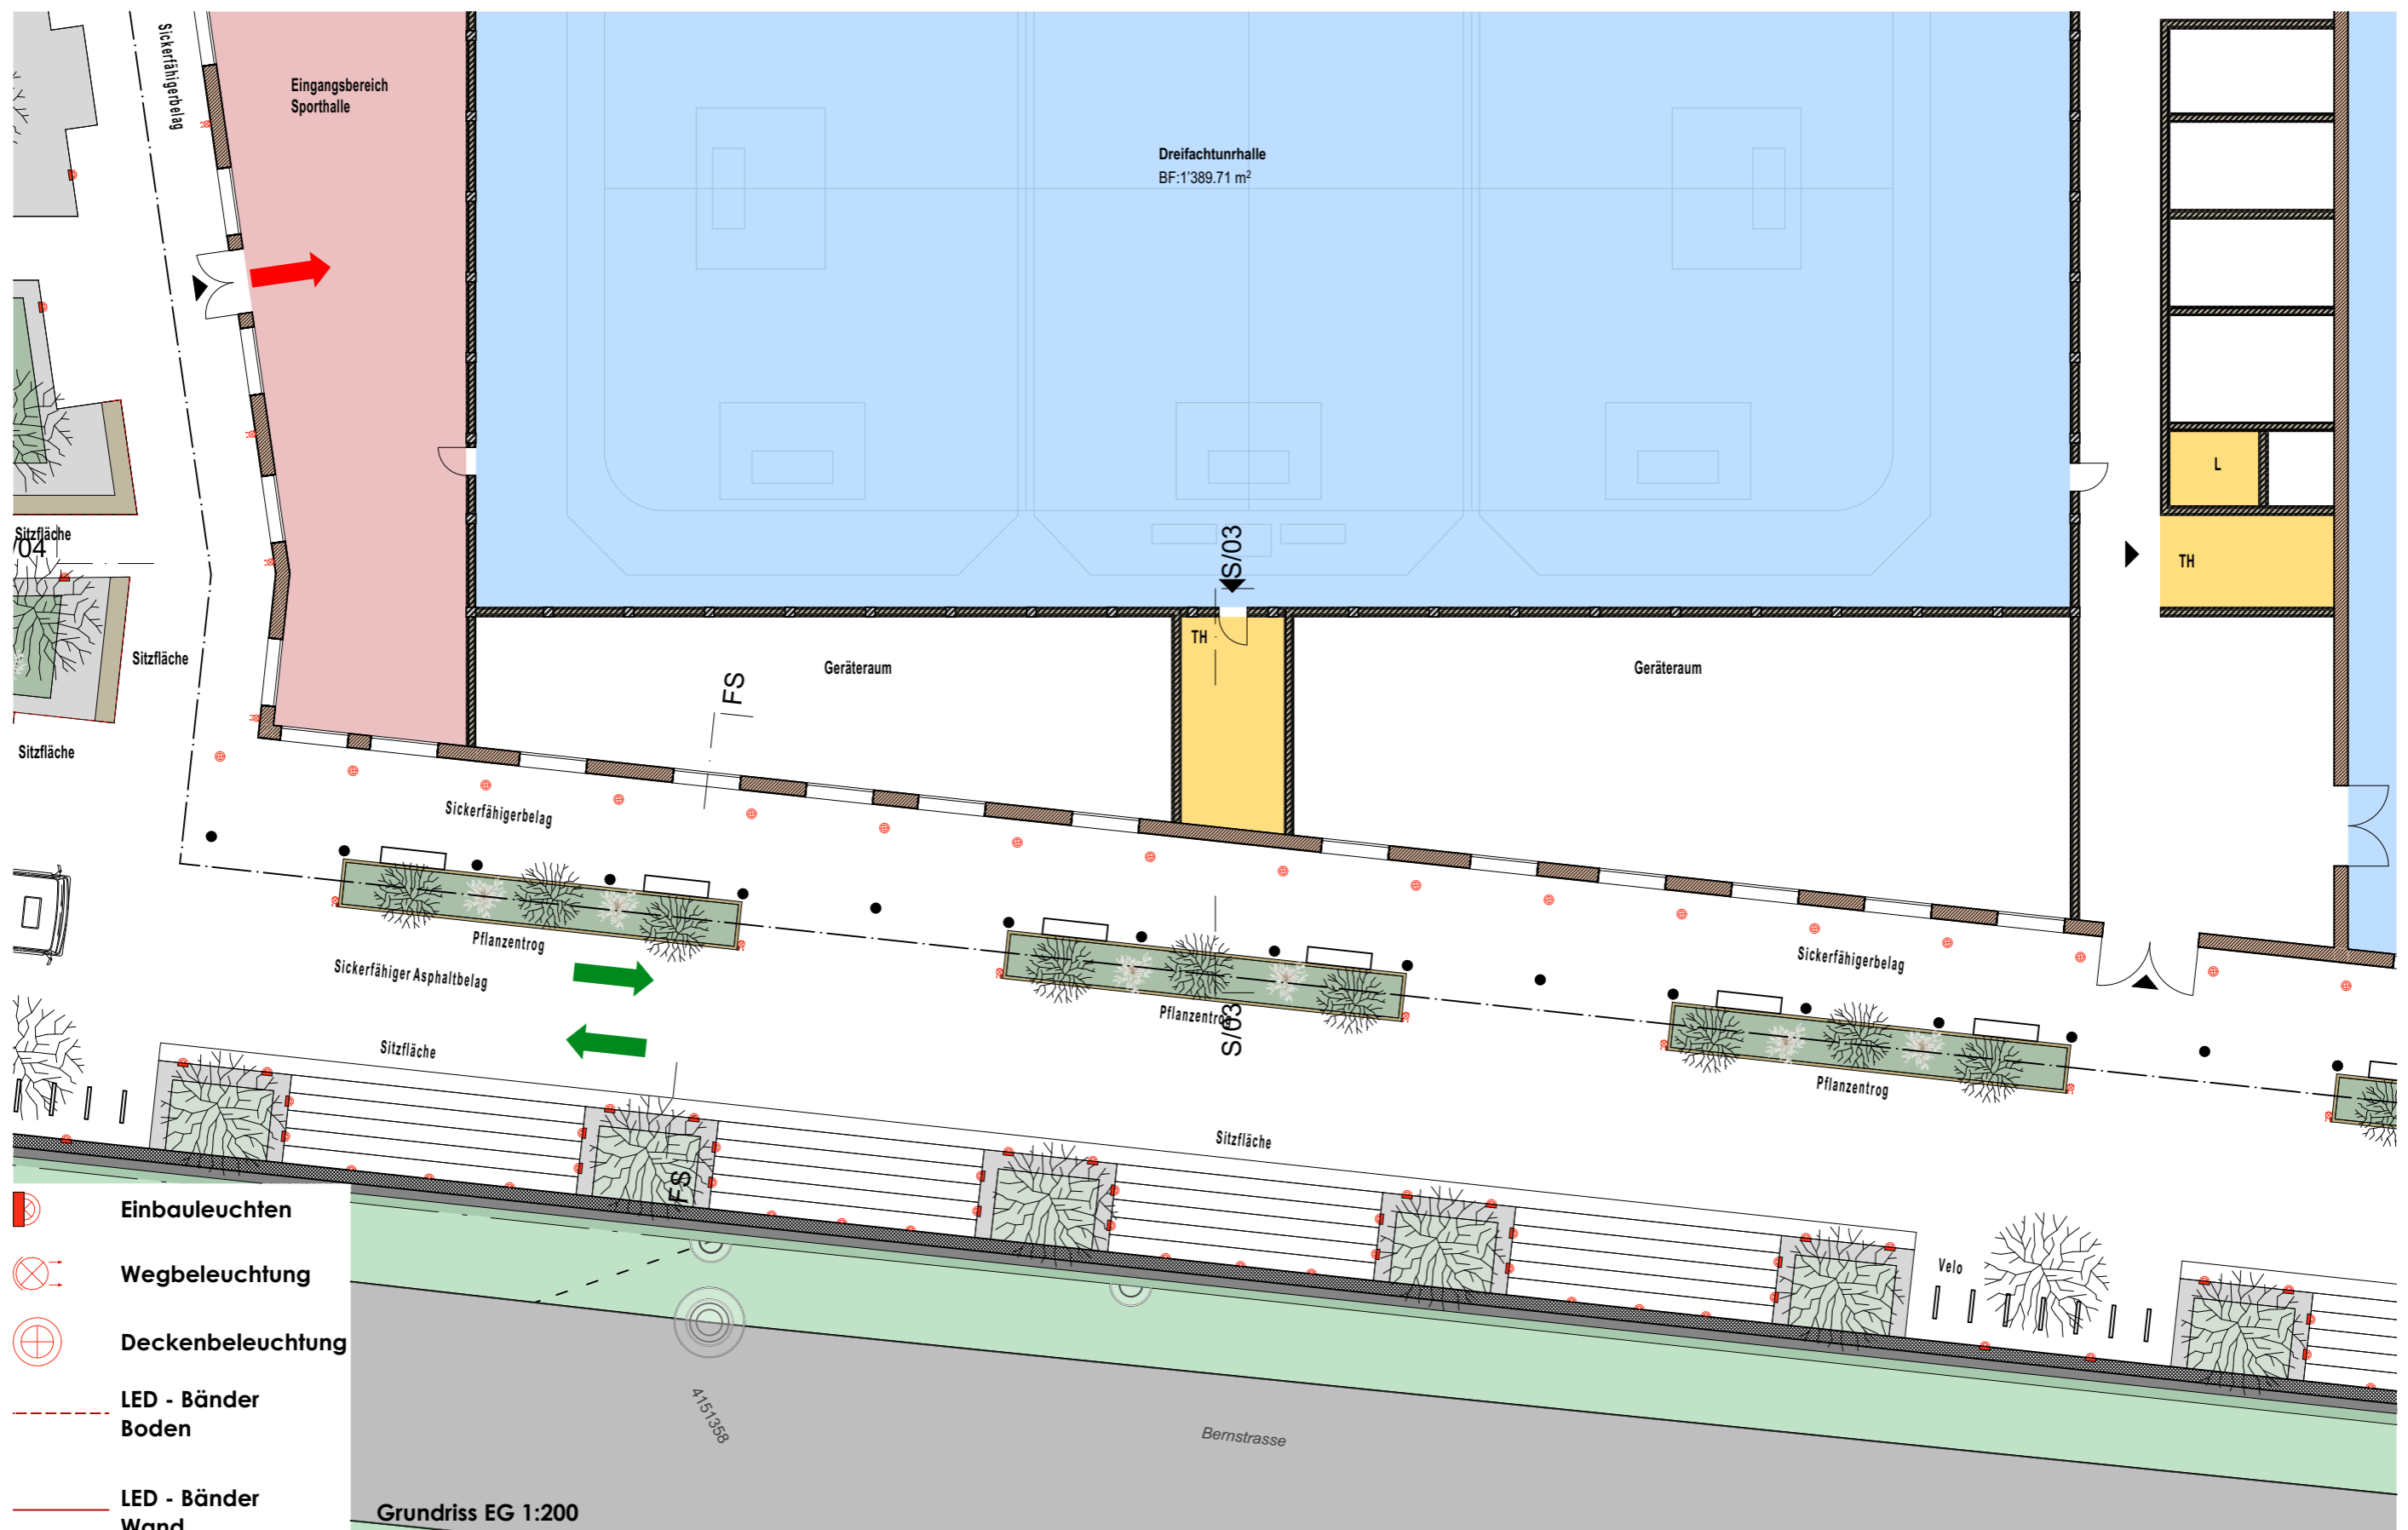 Sickerfähigerbelag
Eingangsbereich
Sporthalle
Dreifachtunrhalle
BF:1'389.71 m²
L
TH
S/03
Sitzfläche
/04
TH
Geräteraum
Geräteraum
Sitzfläche
FS
Sitzfläche
Sickerfähigerbelag
Pflanzentrog
Sickerfähiger Asphaltbelag
Sickerfähigerbelag
Pflanzentrog
S/03
Sitzfläche
Pflanzentrog
Sitzfläche
FS
Velo
Einbauleuchten
Wegbeleuchtung
Deckenbeleuchtung
LED - Bänder
Boden
LED - Bänder
Wand
4151358
Bernstrasse
Grundriss EG 1:200